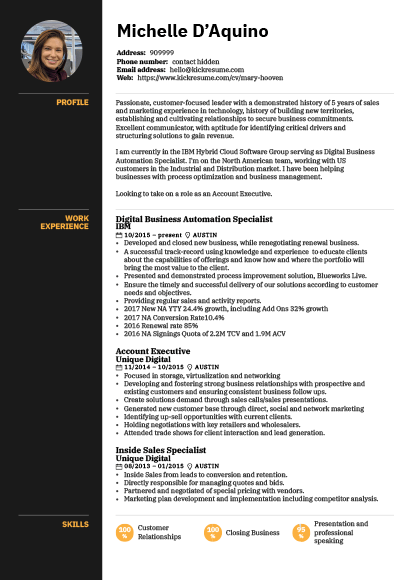 Michelle D'Aquino
Address: 909999
Phone number: contact hidden
Email address: hello@kickresume.com
Web: https://www.kickresume.com/cv/mary-hooven
PROFILE
Passionate, customer-focused leader with a demonstrated history of 5 years of sales
and marketing experience in technology, history of building new territories,
establishing and cultivating relationships to secure business commitments.
Excellent communicator, with aptitude for identifying critical drivers and
structuring solutions to gain revenue.
I am currently in the IBM Hybrid Cloud Software Group serving as Digital Business
Automation Specialist. I'm on the North American team, working with US
customers in the Industrial and Distribution market. I have been helping
businesses with process optimization and business management.
Looking to take on a role as an Account Executive.
WORK
EXPERIENCE
Digital Business Automation Specialist
IBM
10/2015 – present AUSTIN
• Developed and closed new business, while renegotiating renewal business.
• A successful track-record using knowledge and experience to educate clients
about the capabilities of offerings and know how and where the portfolio will
bring the most value to the client.
• Presented and demonstrated process improvement solution, Blueworks Live.
• Ensure the timely and successful delivery of our solutions according to customer
needs and objectives.
• Providing regular sales and activity reports.
• 2017 New NA YTY 24.4% growth, including Add Ons 32% growth
• 2017 NA Conversion Rate10.4%
• 2016 Renewal rate 85%
• 2016 NA Signings Quota of 2.2M TCV and 1.9M ACV
Account Executive
Unique Digital
11/2014 – 10/2015 AUSTIN
• Focused in storage, virtualization and networking
• Developing and fostering strong business relationships with prospective and
existing customers and ensuring consistent business follow ups.
• Create solutions demand through sales calls/sales presentations.
• Generated new customer base through direct, social and network marketing
• Identifying up-sell opportunities with current clients.
• Holding negotiations with key retailers and wholesalers.
• Attended trade shows for client interaction and lead generation.
Inside Sales Specialist
Unique Digital
08/2013 – 01/2015 AUSTIN
• Inside Sales from leads to conversion and retention.
• Directly responsible for managing quotes and bids.
• Partnered and negotiated of special pricing with vendors.
• Marketing plan development and implementation including competitor analysis.
SKILLS
100
%
Customer
Relationships
100
%
Closing Business
95
%
Presentation and
professional
speaking